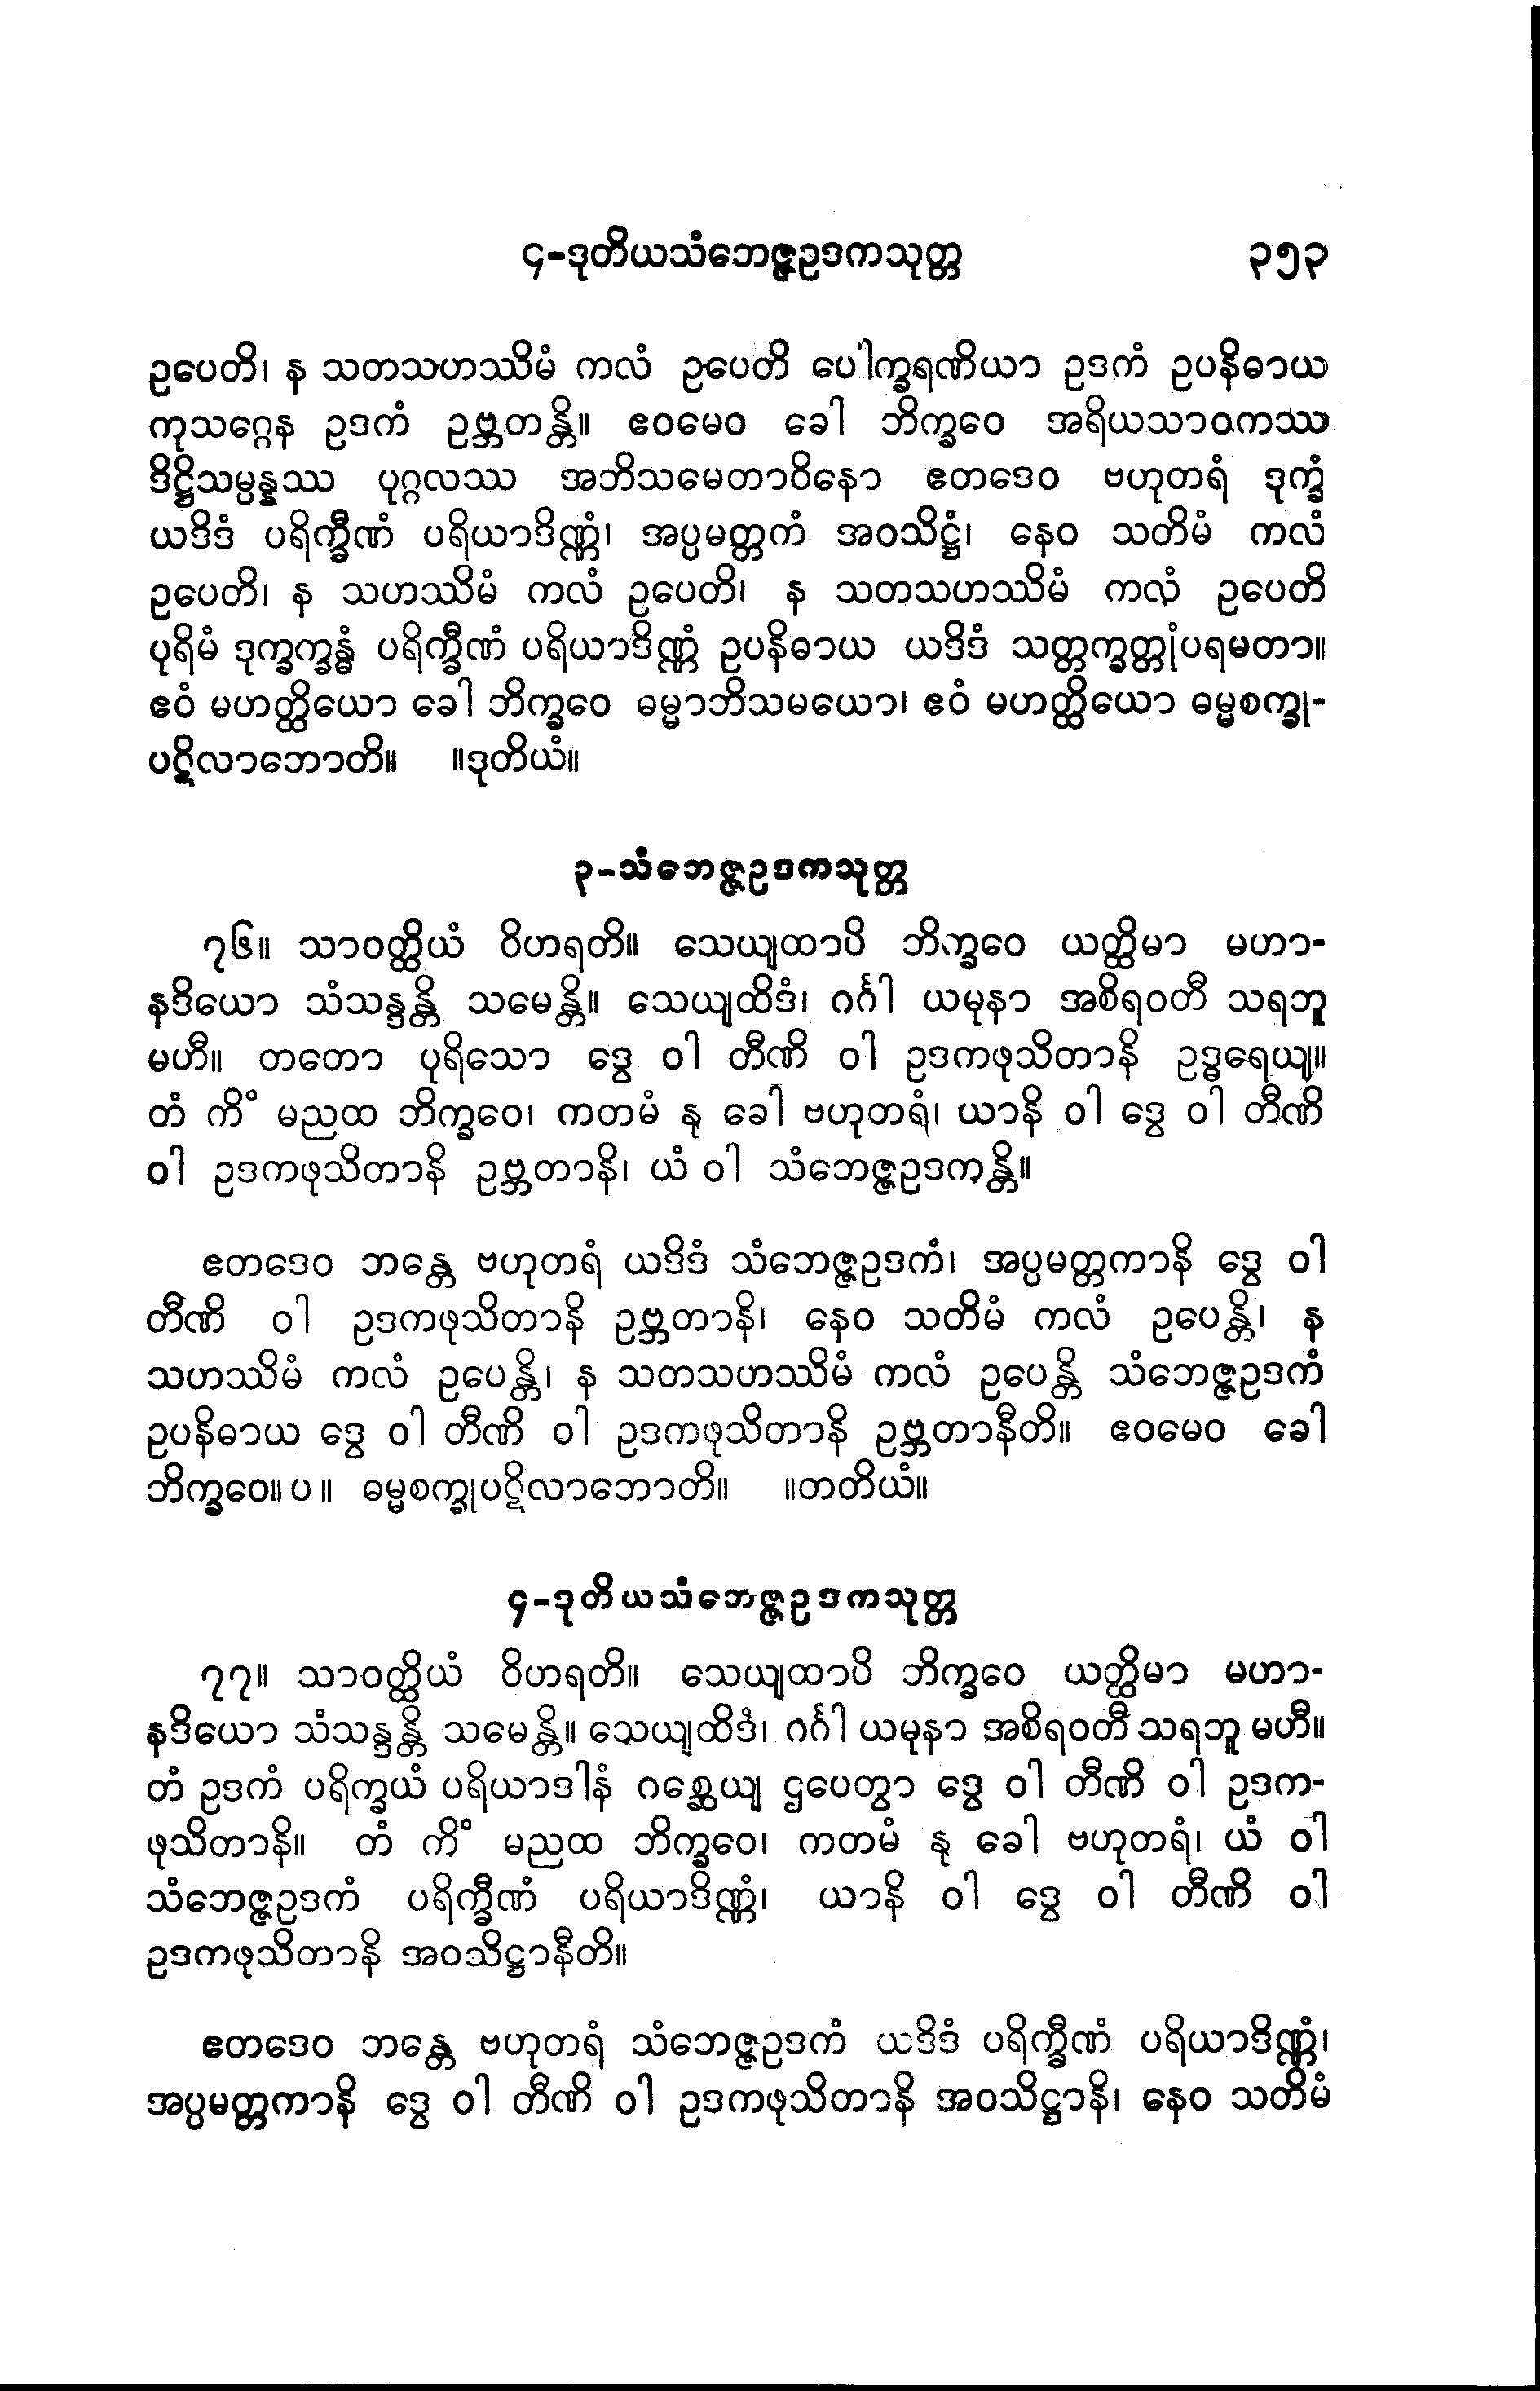 ၄-ဒုတိယသံဘေဇ္ဇဥဒကသုတ္တ ၃၅၃
ဥပေတိ၊ န သတသဟဿိမံ ကလံ ဥပေတိ ပေါက္ခရဏိယာ ဥဒကံ ဥပနိဓာယ
ကုသဂ္ဂေန ဥဒကံ ဥဗ္ဘတန္တိ။ ဧဝမေဝ ခေါ ဘိက္ခဝေ အရိယသာဝကဿ
ဒိဋ္ဌိသမ္ပန္နဿ ပုဂ္ဂလဿ အဘိသမေတာဝိနော ဧတဒေဝ ဗဟုတရံ ဒုက္ခံ
ယဒိဒံ ပရိက္ခီဏံ ပရိယာဒိဏ္ဏံ၊ အပ္ပမတ္တကံ အဝသိဋ္ဌံ၊ နေဝ သတိမံ ကလံ
ဥပေတိ၊ န သဟဿိမံ ကလံ ဥပေတိ၊ န သတသဟဿိမံ ကလံ ဥပေတိ
ပုရိမံ ဒုက္ခက္ခန္ဓံ ပရိက္ခီဏံ ပရိယာဒိဏ္ဏံ ဥပနိဓာယ ယဒိဒံ သတ္တက္ခတ္တုံပရမတာ။
ဧဝံ မဟတ္ထိယော ခေါ ဘိက္ခဝေ ဓမ္မာဘိသမယော၊ ဧဝံ မဟတ္ထိယော ဓမ္မစက္ခု-
ပဋိလာဘောတိ။ ။ဒုတိယံ။
၃-သံဘေဇ္ဇဥဒကသုတ္တ
၇၆။ သာဝတ္ထိယံ ဝိဟရတိ။ သေယျထာပိ ဘိက္ခဝေ ယတ္ထိမာ မဟာ-
နဒိယော သံသန္ဒန္တိ သမေန္တိ။ သေယျထိဒံ၊ ဂင်္ဂါ ယမုနာ အစိရဝတီ သရဘူ
မဟီ။ တတော ပုရိသော ဒွေ ဝါ တီဏိ ဝါ ဥဒကဖုသိတာနိ ဥဒ္ဓရေယျ။
တံ ကိံ မညထ ဘိက္ခဝေ၊ ကတမံ နု ခေါ ဗဟုတရံ၊ ယာနိ ဝါ ဒွေ ဝါ တီဏိ
ဝါ ဥဒကဖုသိတာနိ ဥဗ္ဘတာနိ၊ ယံ ဝါ သံဘေဇ္ဇဥဒကန္တိ။
ဧတဒေဝ ဘန္တေ ဗဟုတရံ ယဒိဒံ သံဘေဇ္ဇဥဒကံ၊ အပ္ပမတ္တကာနိ ဒွေ ဝါ
တီဏိ ဝါ ဥဒကဖုသိတာနိ ဥဗ္ဘတာနိ၊ နေဝ သတိမံ ကလံ ဥပေန္တိ၊ န
သဟဿိမံ ကလံ ဥပေန္တိ၊ န သတသဟဿိမံ ကလံ ဥပေန္တိ သံဘေဇ္ဇဥဒကံ
ဥပနိဓာယ ဒွေ ဝါ တီဏိ ဝါ ဥဒကဖုသိတာနိ ဥဗ္ဘတာနီတိ။ ဧဝမေဝ ခေါ
ဘိက္ခဝေ။ပ။ ဓမ္မစက္ခုပဋိလာဘောတိ။ ။တတိယံ။
၄-ဒုတိယသံဘေဇ္ဇဥဒကသုတ္တ
၇၇။ သာဝတ္ထိယံ ဝိဟရတိ။ သေယျထာပိ ဘိက္ခဝေ ယတ္ထိမာ မဟာ-
နဒိယော သံသန္ဒန္တိ သမေန္တိ။ သေယျထိဒံ၊ ဂင်္ဂါ ယမုနာ အစိရဝတီ သရဘူ မဟီ။
တံ ဥဒကံ ပရိက္ခယံ ပရိယာဒါနံ ဂစ္ဆေယျ ဌပေတွာ ဒွေ ဝါ တီဏိ ဝါ ဥဒက-
ဖုသိတာနိ။ တံ ကိံ မညထ ဘိက္ခဝေ၊ ကတမံ နု ခေါ ဗဟုတရံ၊ ယံ ဝါ
သံဘေဇ္ဇဥဒကံ ပရိက္ခီဏံ ပရိယာဒိဏ္ဏံ၊ ယာနိ ဝါ ဒွေ ဝါ တီဏိ ဝါ
ဥဒကဖုသိတာနိ အဝသိဋ္ဌာနီတိ။
ဧတဒေဝ ဘန္တေ ဗဟုတရံ သံဘေဇ္ဇဥဒကံ ယဒိဒံ ပရိက္ခီဏံ ပရိယာဒိဏ္ဏံ၊
အပ္ပမတ္တကာနိ ဒွေ ဝါ တီဏိ ဝါ ဥဒကဖုသိတာနိ အဝသိဋ္ဌာနိ၊ နေဝ သတိမံ